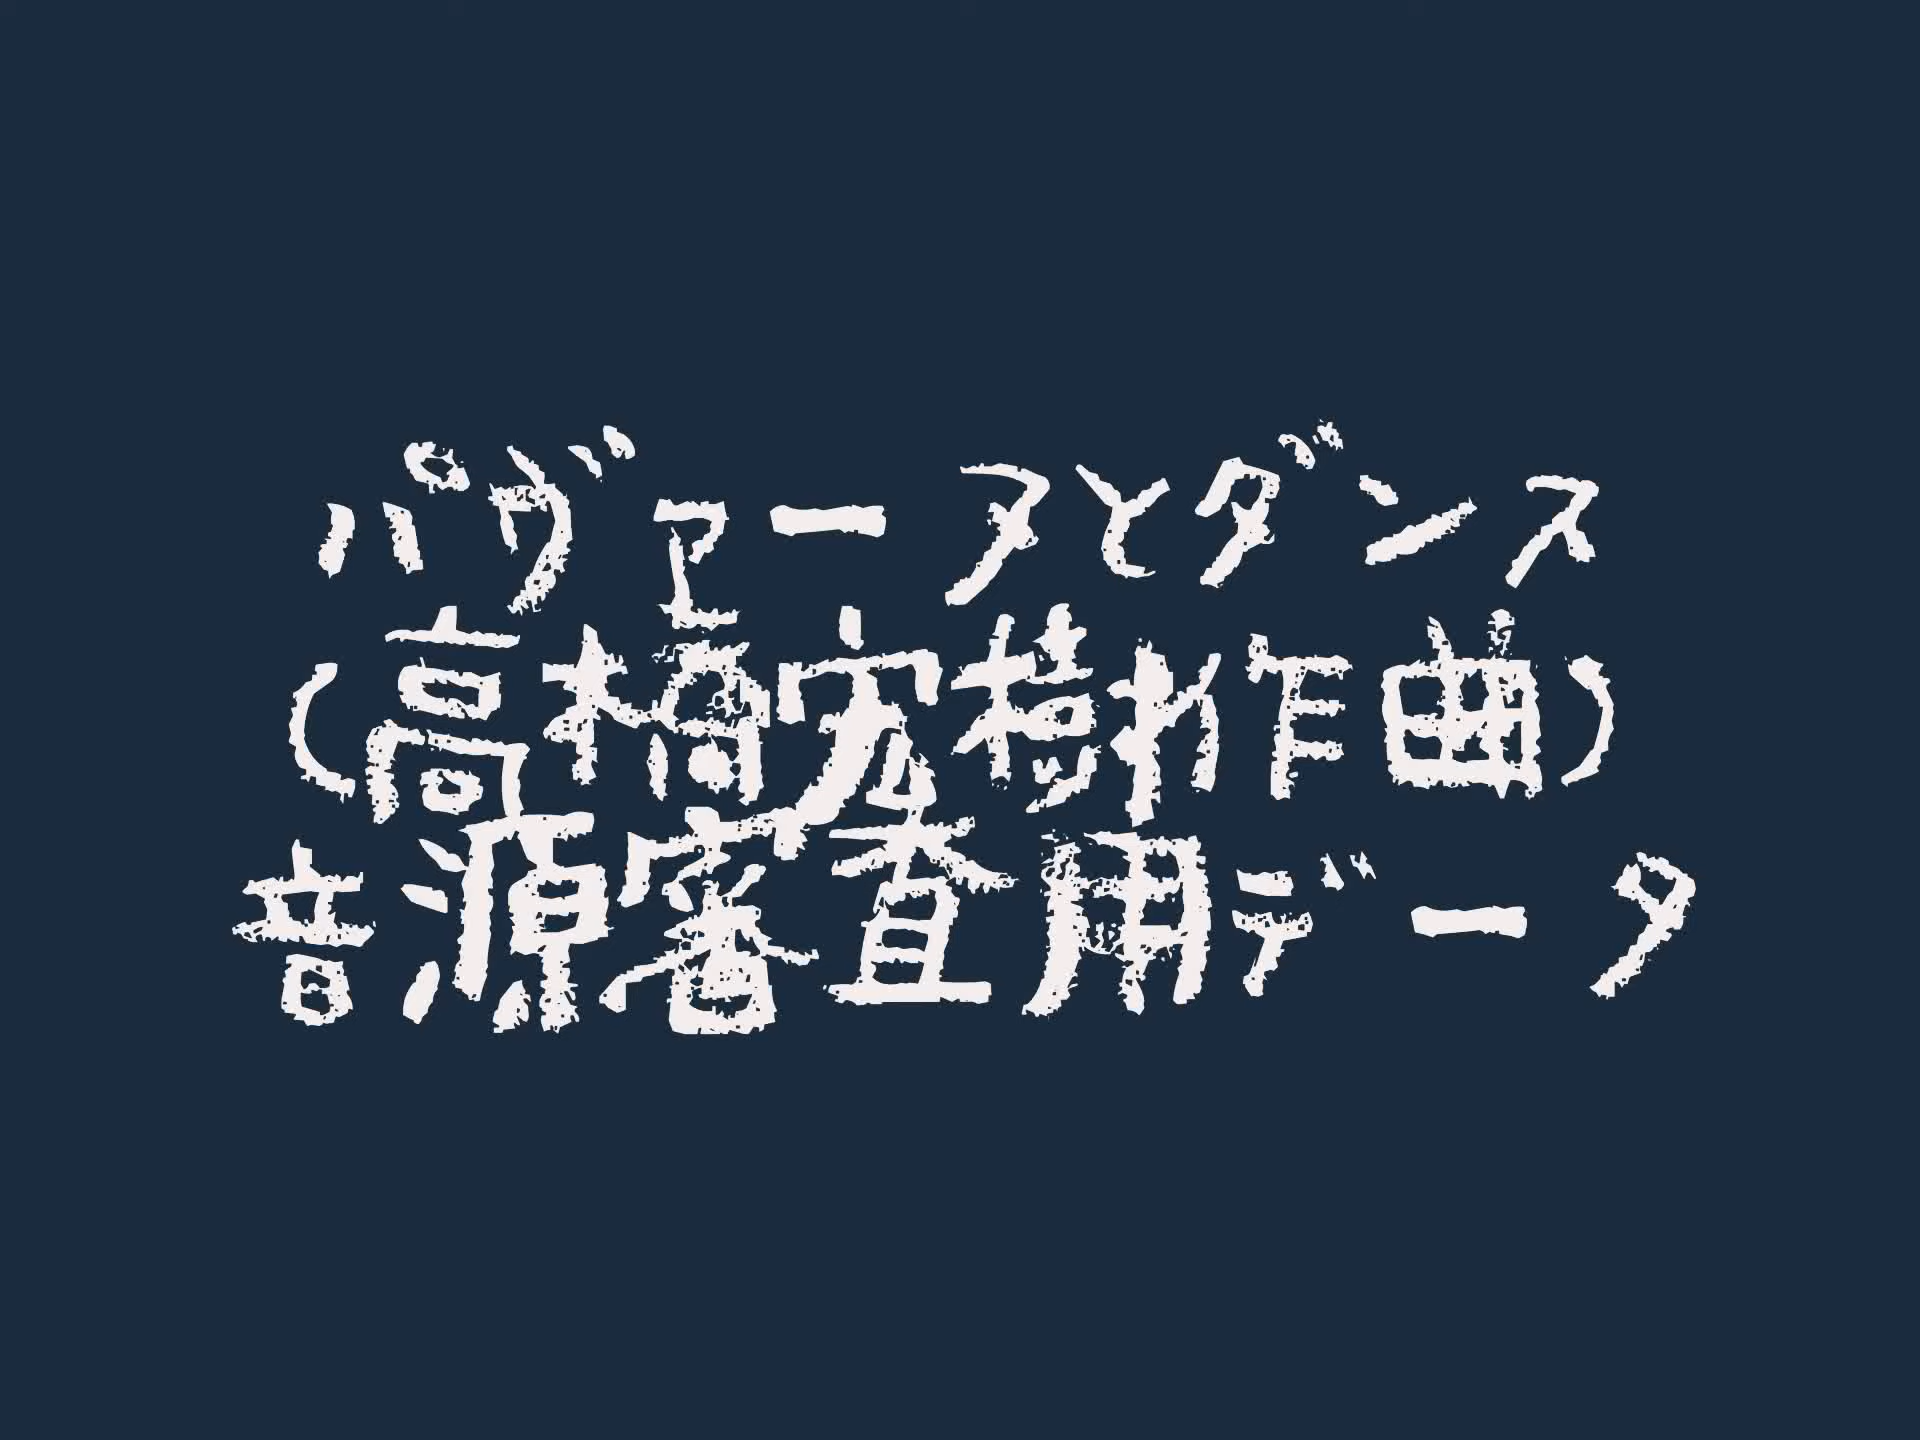 パヴァーヌとダンス
(高橋宏樹作曲)
音源審査用データ